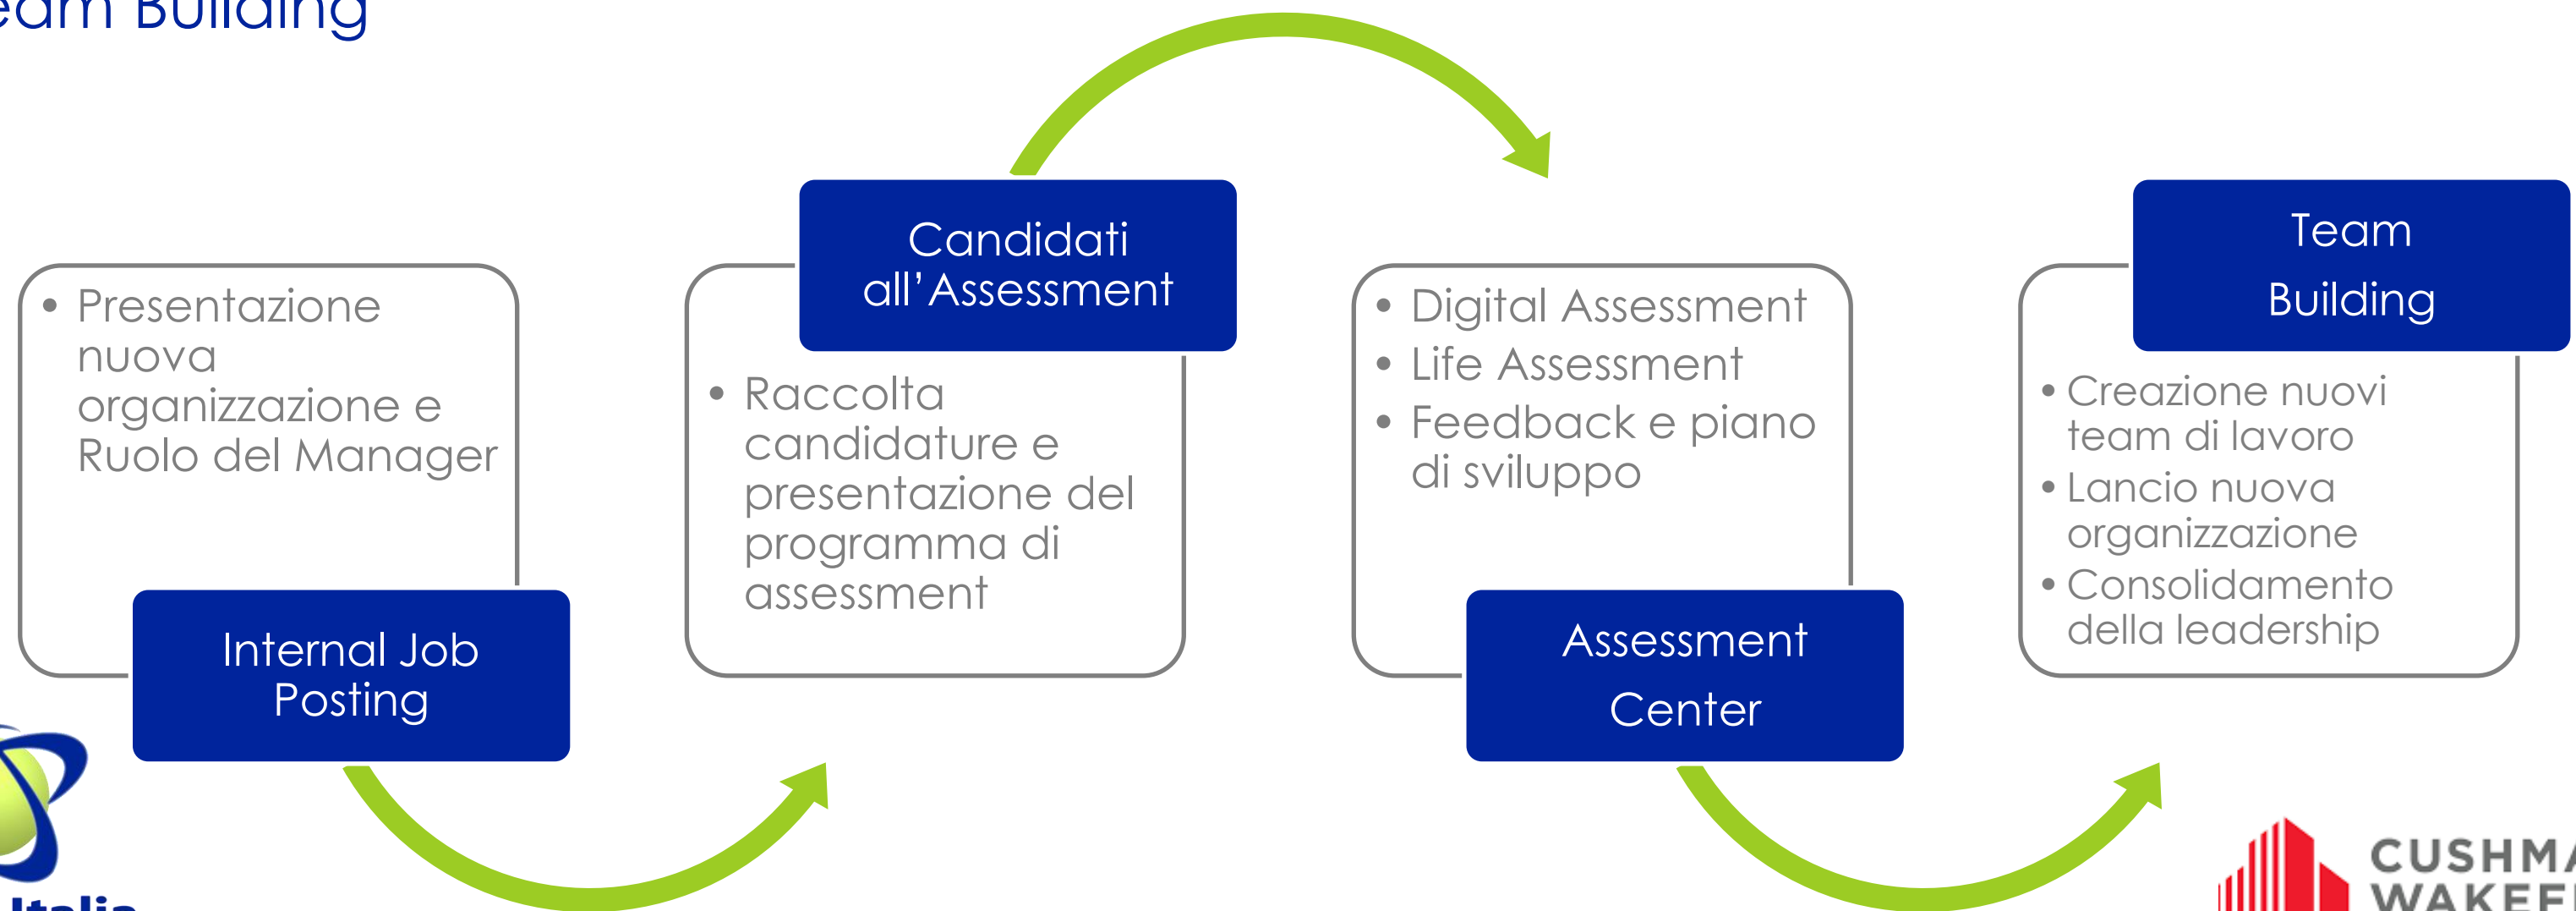 Building
• Presentazione
nuova
organizzazione e
Ruolo del Manager
Internal Job
Posting
Candidati
all’Assessment
• Raccolta
candidature e
presentazione del
programma di
assessment
• Digital Assessment
• Life Assessment
• Feedback e piano
di sviluppo
Assessment
Center
Team
Building
• Creazione nuovi
team di lavoro
• Lancio nuova
organizzazione
• Consolidamento
della leadership
Italia